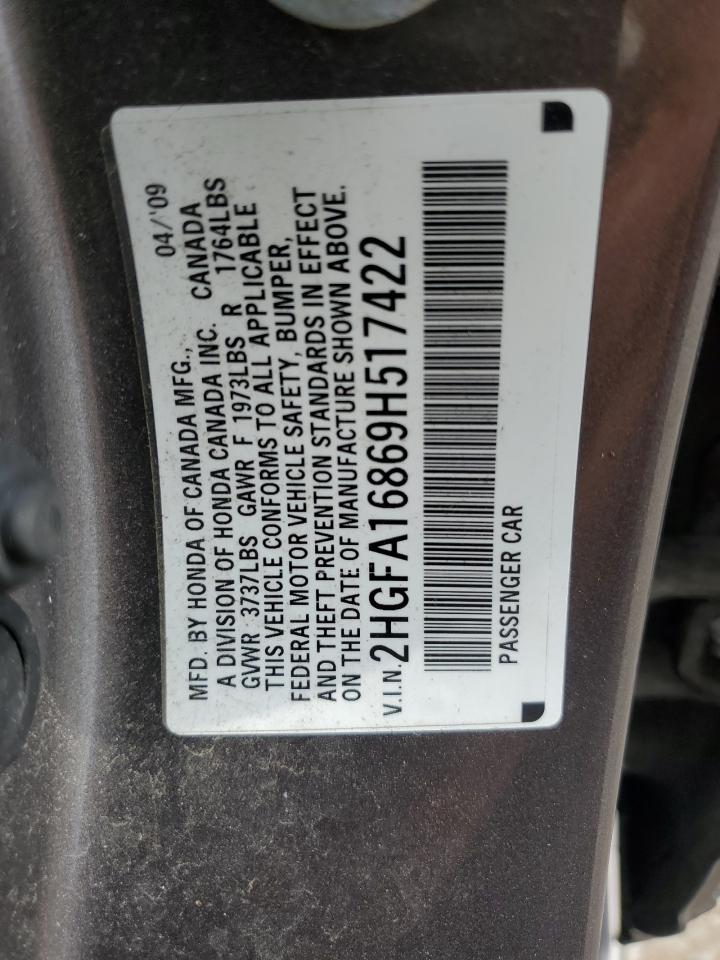 MFD. BY HONDA OF CANADA MFG., 04/'09
A DIVISION OF HONDA CANADA INC. CANADA
GVWR 3737LBS GAWR F 1973LBS R 1764LBS
THIS VEHICLE CONFORMS TO ALL APPLICABLE
FEDERAL MOTOR VEHICLE SAFETY, BUMPER,
AND THEFT PREVENTION STANDARDS IN EFFECT
ON THE DATE OF MANUFACTURE SHOWN ABOVE.
V.I.N. 2HGFA16869H517422
PASSENGER CAR